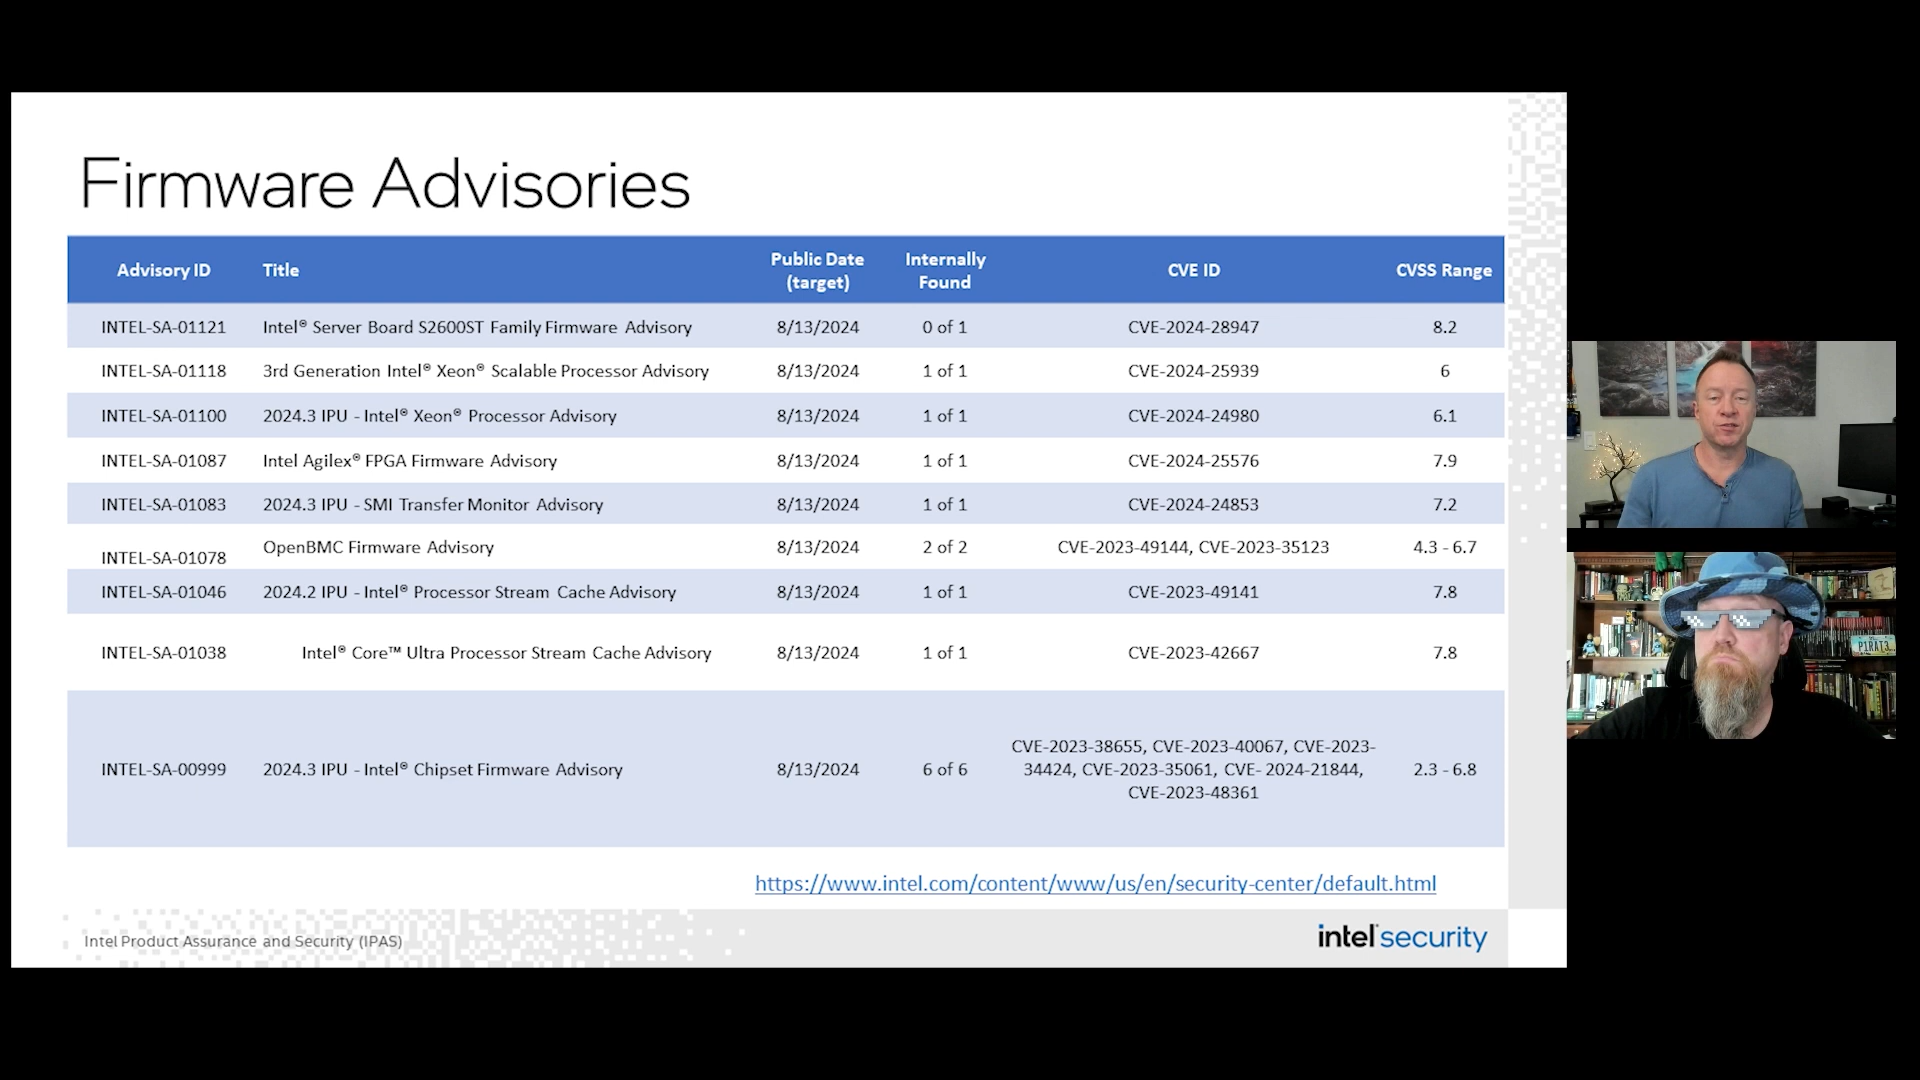 Firmware Advisories
Advisory ID Title Public Date (target) Internally Found CVE ID CVSS Range
INTEL-SA-01121 Intel® Server Board S2600ST Family Firmware Advisory 8/13/2024 0 of 1 CVE-2024-28947 8.2
INTEL-SA-01118 3rd Generation Intel® Xeon® Scalable Processor Advisory 8/13/2024 1 of 1 CVE-2024-25939 6
INTEL-SA-01100 2024.3 IPU - Intel® Xeon® Processor Advisory 8/13/2024 1 of 1 CVE-2024-24980 6.1
INTEL-SA-01087 Intel Agilex® FPGA Firmware Advisory 8/13/2024 1 of 1 CVE-2024-25576 7.9
INTEL-SA-01083 2024.3 IPU - SMI Transfer Monitor Advisory 8/13/2024 1 of 1 CVE-2024-24853 7.2
INTEL-SA-01078 OpenBMC Firmware Advisory 8/13/2024 2 of 2 CVE-2023-49144, CVE-2023-35123 4.3 - 6.7
INTEL-SA-01046 2024.2 IPU - Intel® Processor Stream Cache Advisory 8/13/2024 1 of 1 CVE-2023-49141 7.8
INTEL-SA-01038 Intel® Core™ Ultra Processor Stream Cache Advisory 8/13/2024 1 of 1 CVE-2023-42667 7.8
CVE-2023-38655, CVE-2023-40067, CVE-2023-
INTEL-SA-00999 2024.3 IPU - Intel® Chipset Firmware Advisory 8/13/2024 6 of 6 34424, CVE-2023-35061, CVE- 2024-21844, 2.3 - 6.8
CVE-2023-48361
https://www.intel.com/content/www/us/en/security-center/default.html
Intel Product Assurance and Security (IPAS)
intel security
P1RAT3